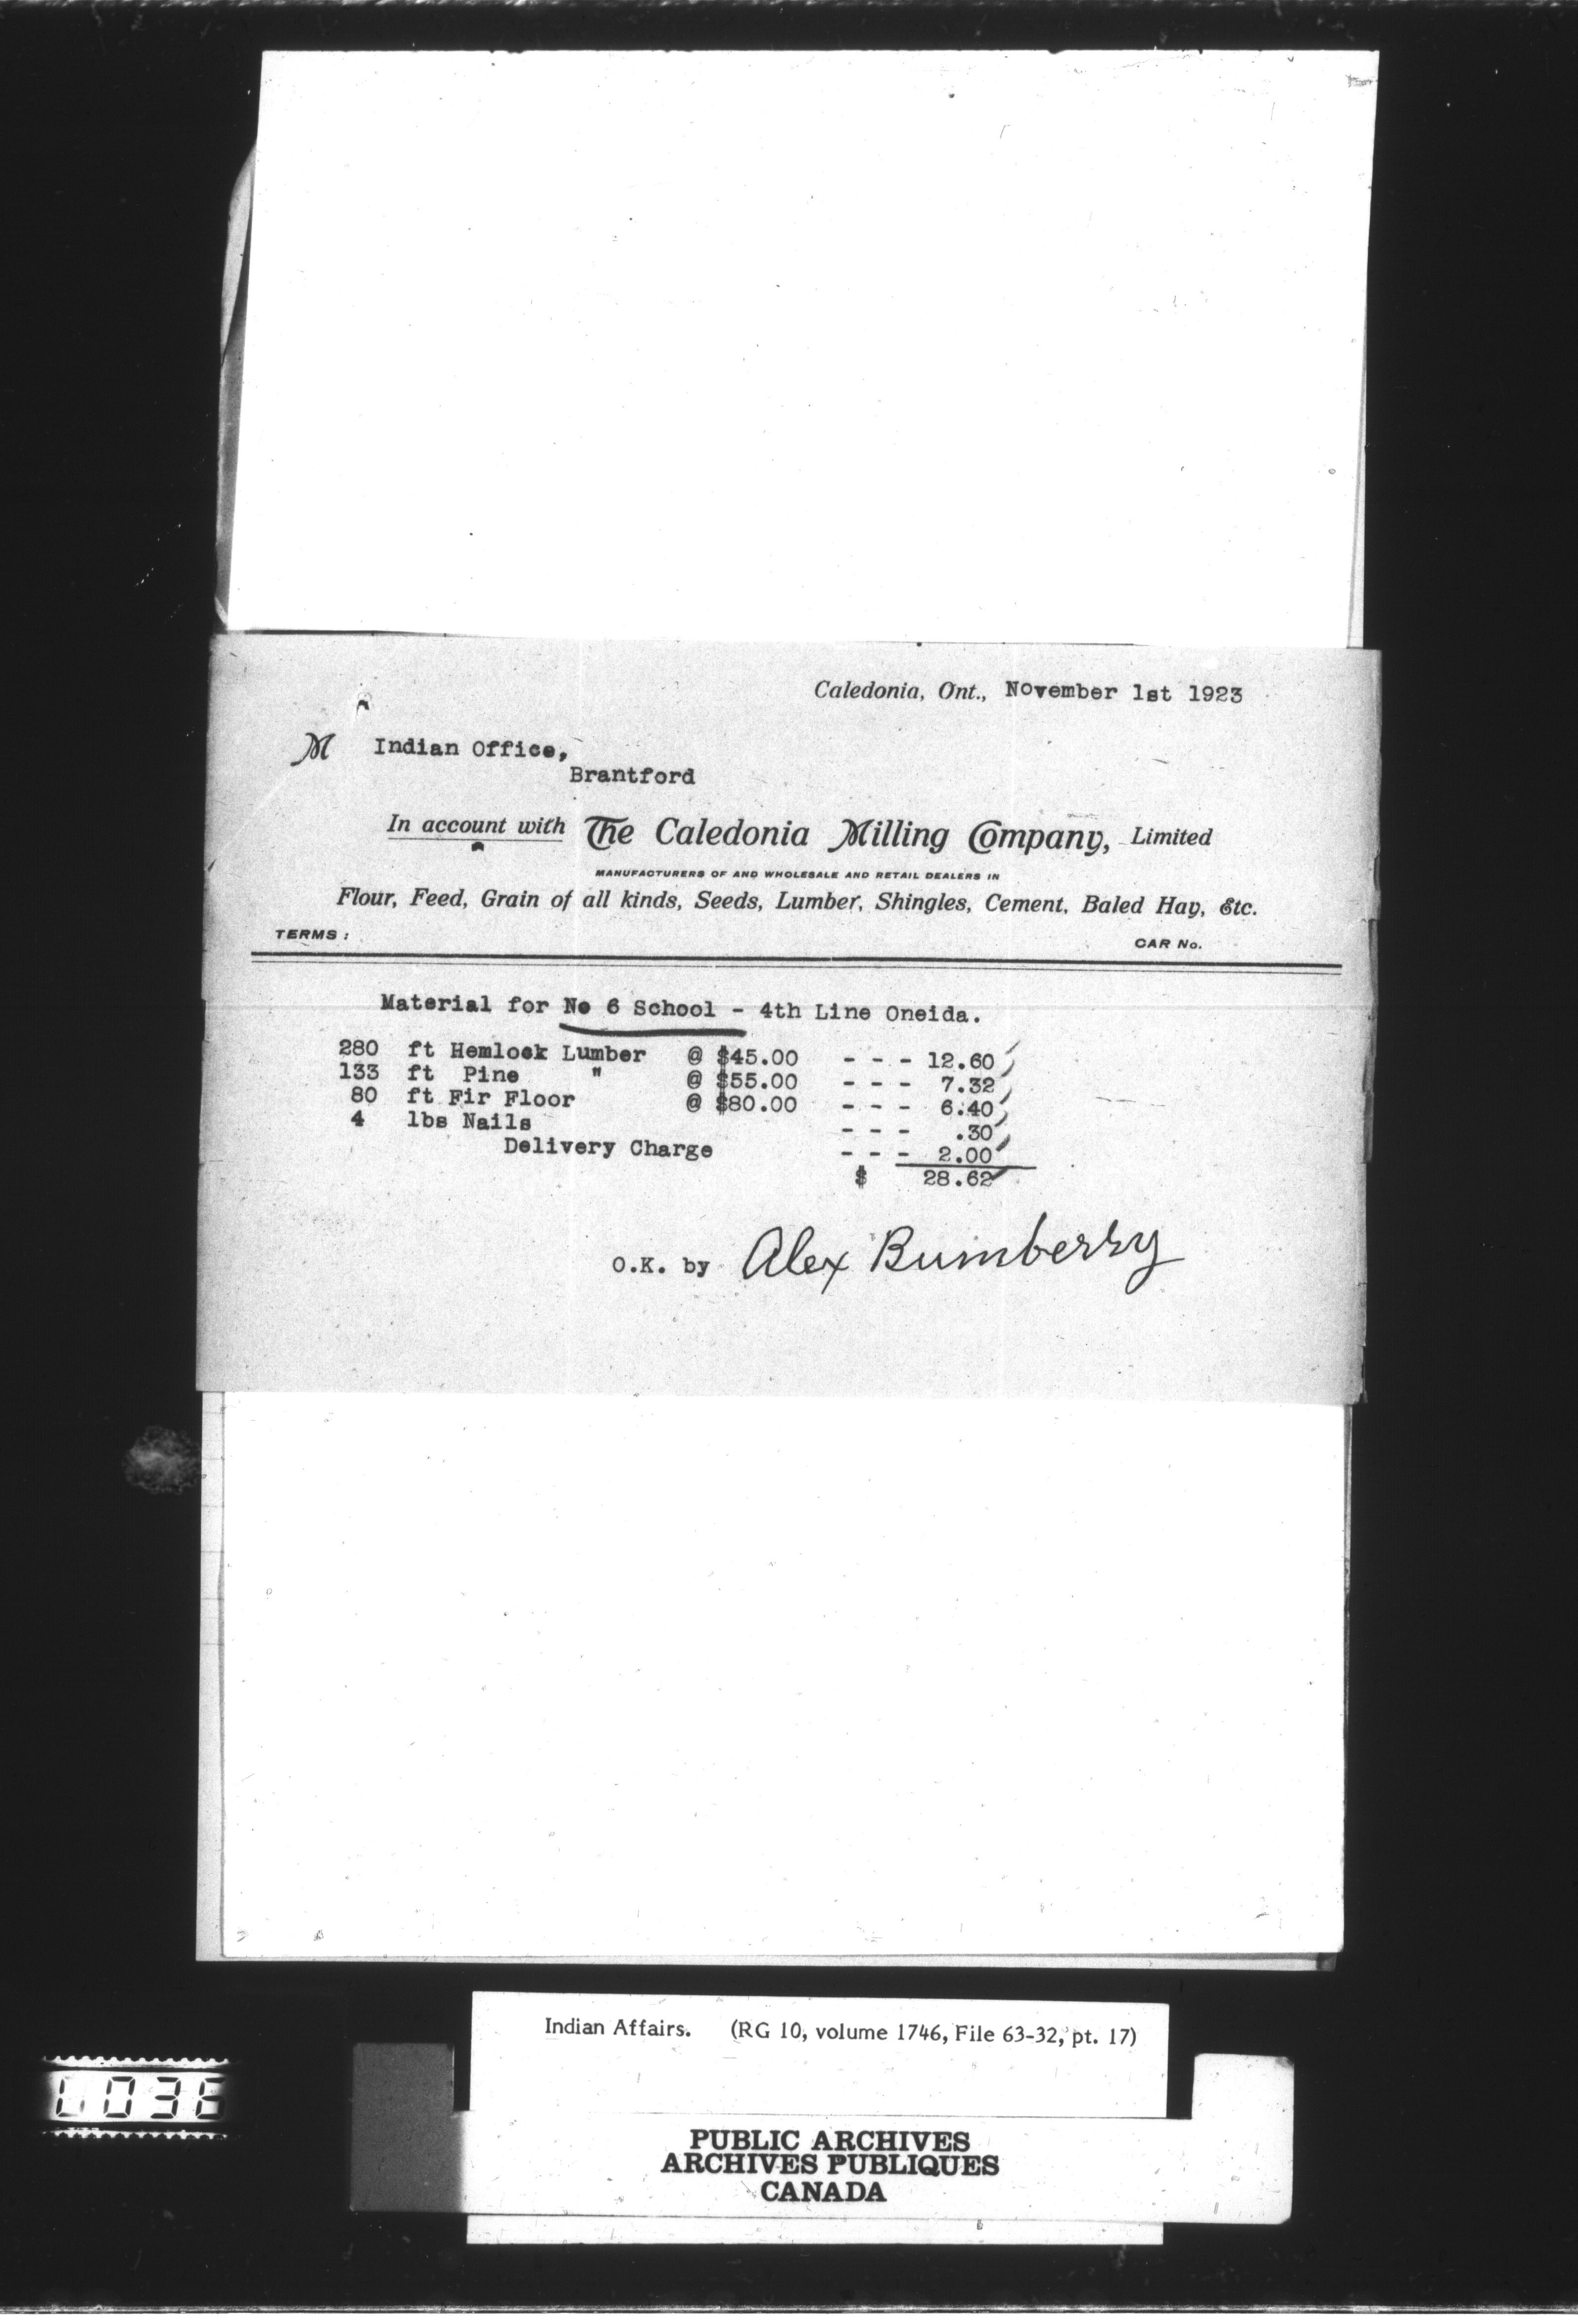 Caledonia, Ont., November 1st 1923
M Indian Office,
Brantford
In account with The Caledonia Milling Company, Limited
MANUFACTURERS OF AND WHOLESALE AND RETAIL DEALERS IN
Flour, Feed, Grain of all kinds, Seeds, Lumber, Shingles, Cement, Baled Hay, Etc.
TERMS : CAR No.
Material for No 6 School - 4th Line Oneida.
280 ft Hemlock Lumber @ $45.00 - - - 12.60
133 ft Pine " @ $55.00 - - - 7.32
80 ft Fir Floor @ $80.00 - - - 6.40
4 lbs Nails - - - .30
Delivery Charge - - - 2.00
$ 28.62
O.K. by Alex Bumberry
Indian Affairs. (RG 10, volume 1746, File 63-32, pt. 17)
PUBLIC ARCHIVES
ARCHIVES PUBLIQUES
CANADA